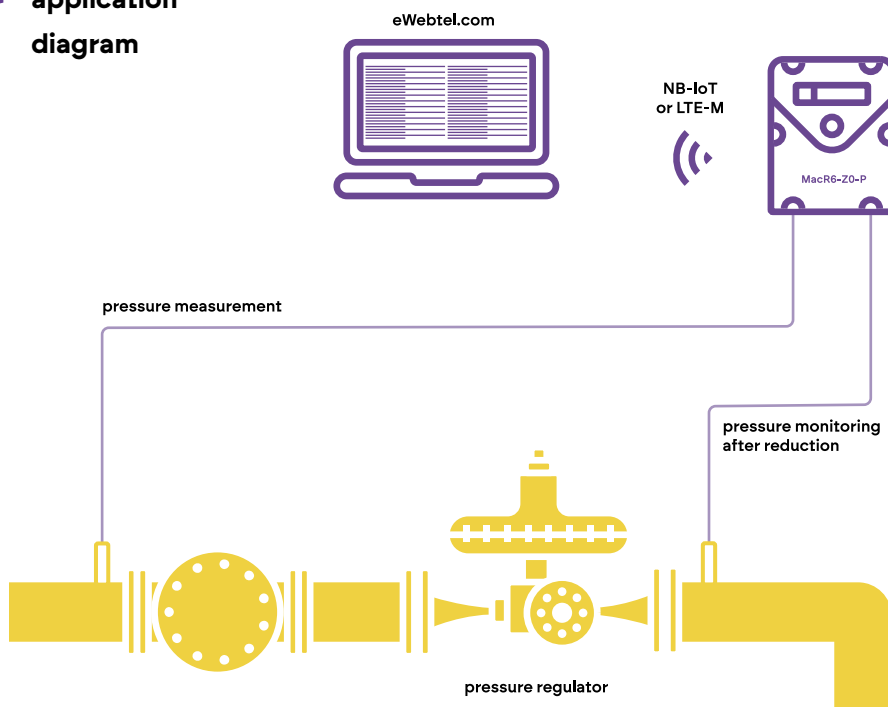 application
diagram
eWebtel.com
NB-IoT
or LTE-M
MacR6-Z0-P
pressure measurement
pressure monitoring
after reduction
pressure regulator